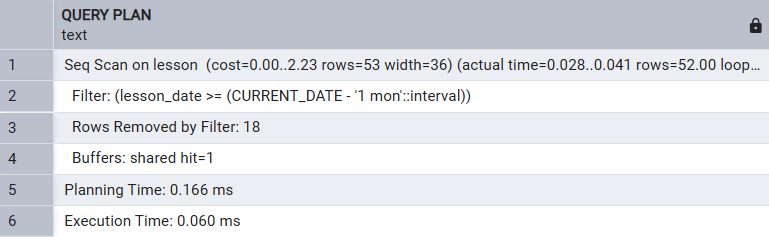 QUERY PLAN
text
1 Seq Scan on lesson (cost=0.00..2.23 rows=53 width=36) (actual time=0.028..0.041 rows=52.00 loop...
2 Filter: (lesson_date >= (CURRENT_DATE - '1 mon'::interval))
3 Rows Removed by Filter: 18
4 Buffers: shared hit=1
5 Planning Time: 0.166 ms
6 Execution Time: 0.060 ms